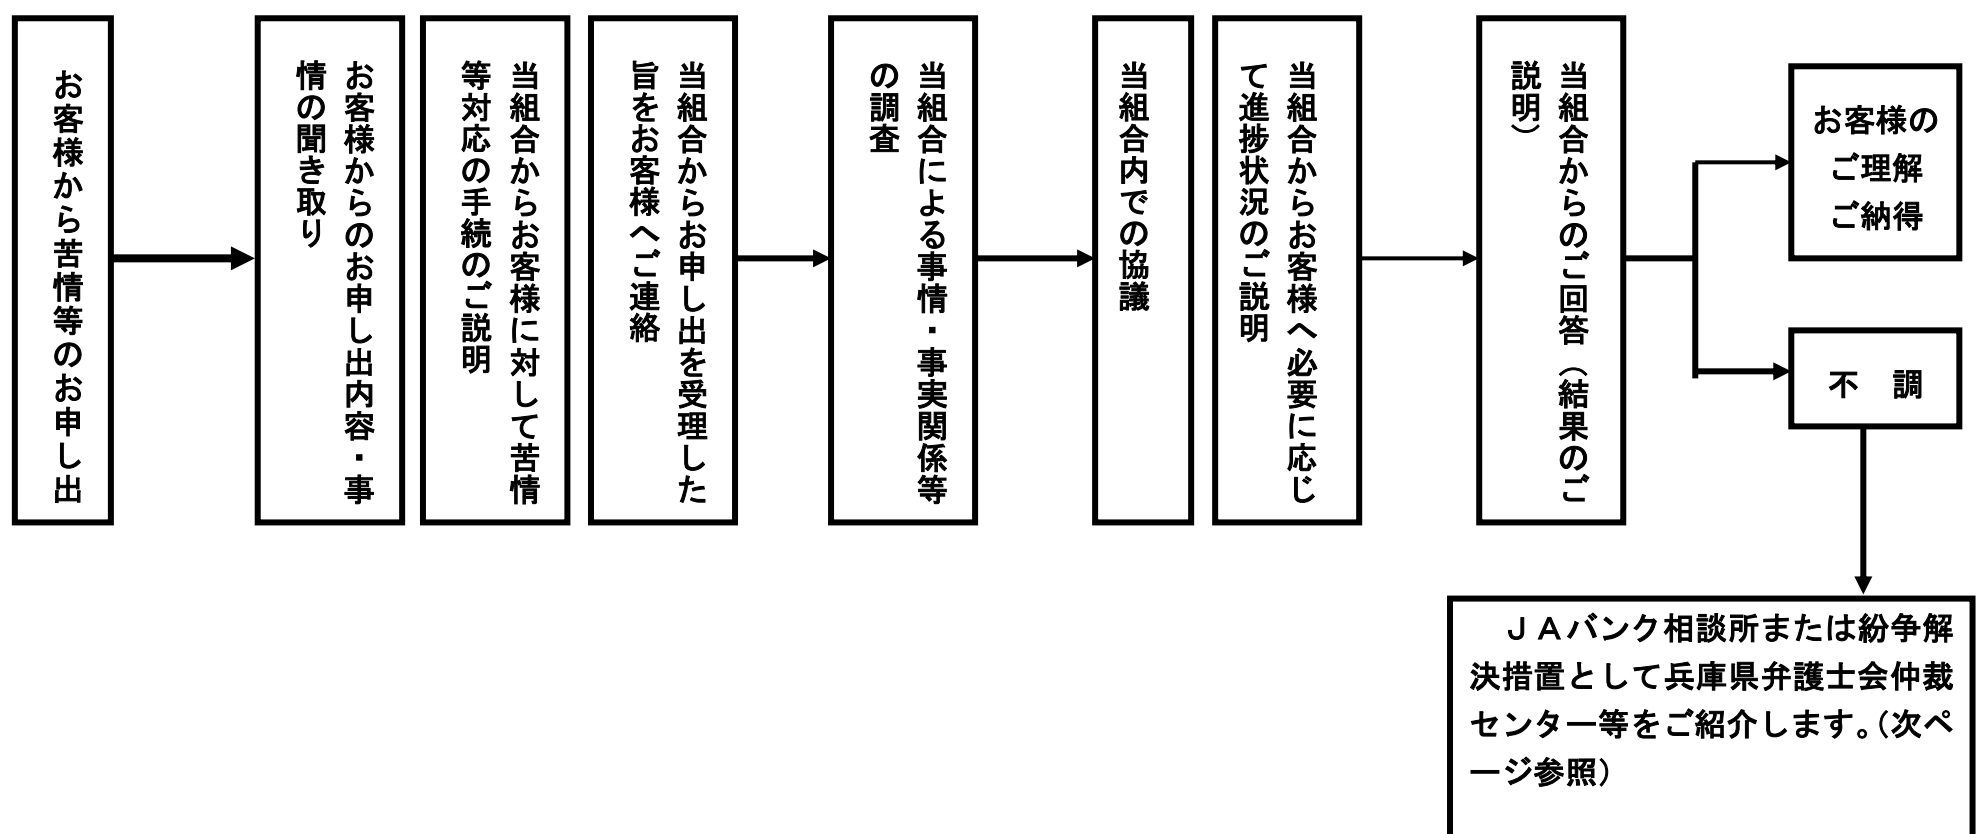 お客様から苦情等のお申し出
お客様からのお申し出内容・事
情の聞き取り
当組合からお客様に対して苦情
等対応の手続のご説明
当組合からお申し出を受理した
旨をお客様へご連絡
当組合による事情・事実関係等
の調査
当組合内での協議
当組合からお客様へ必要に応じ
て進捗状況のご説明
当組合からのご回答（結果のご
説明）
お客様の
ご理解
ご納得
不　調
ＪＡバンク相談所または紛争解
決措置として兵庫県弁護士会仲裁
センター等をご紹介します。（次ペ
ージ参照）